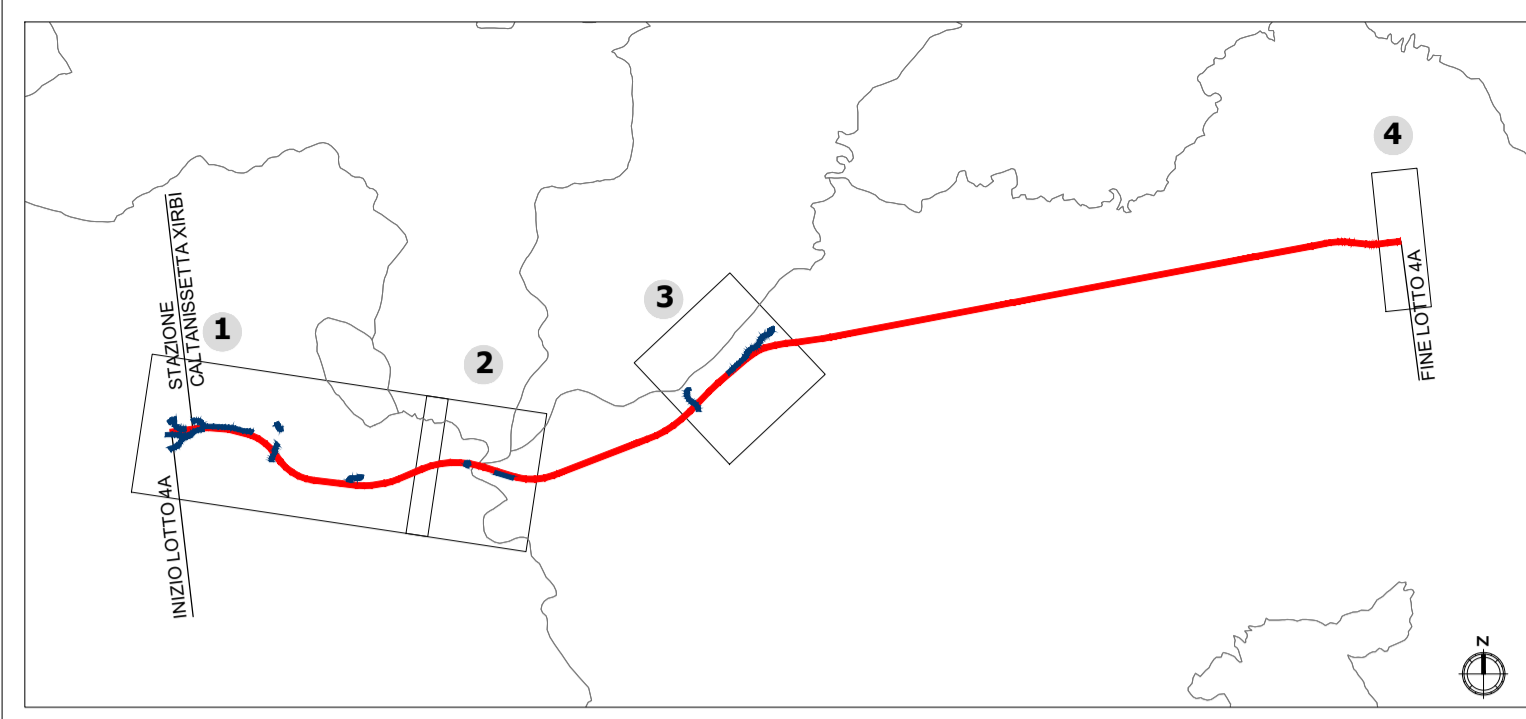 4
3
STAZIONE
CALTANISSETTA XIRBI
1
2
FINE LOTTO 4A
INIZIO LOTTO 4A
N